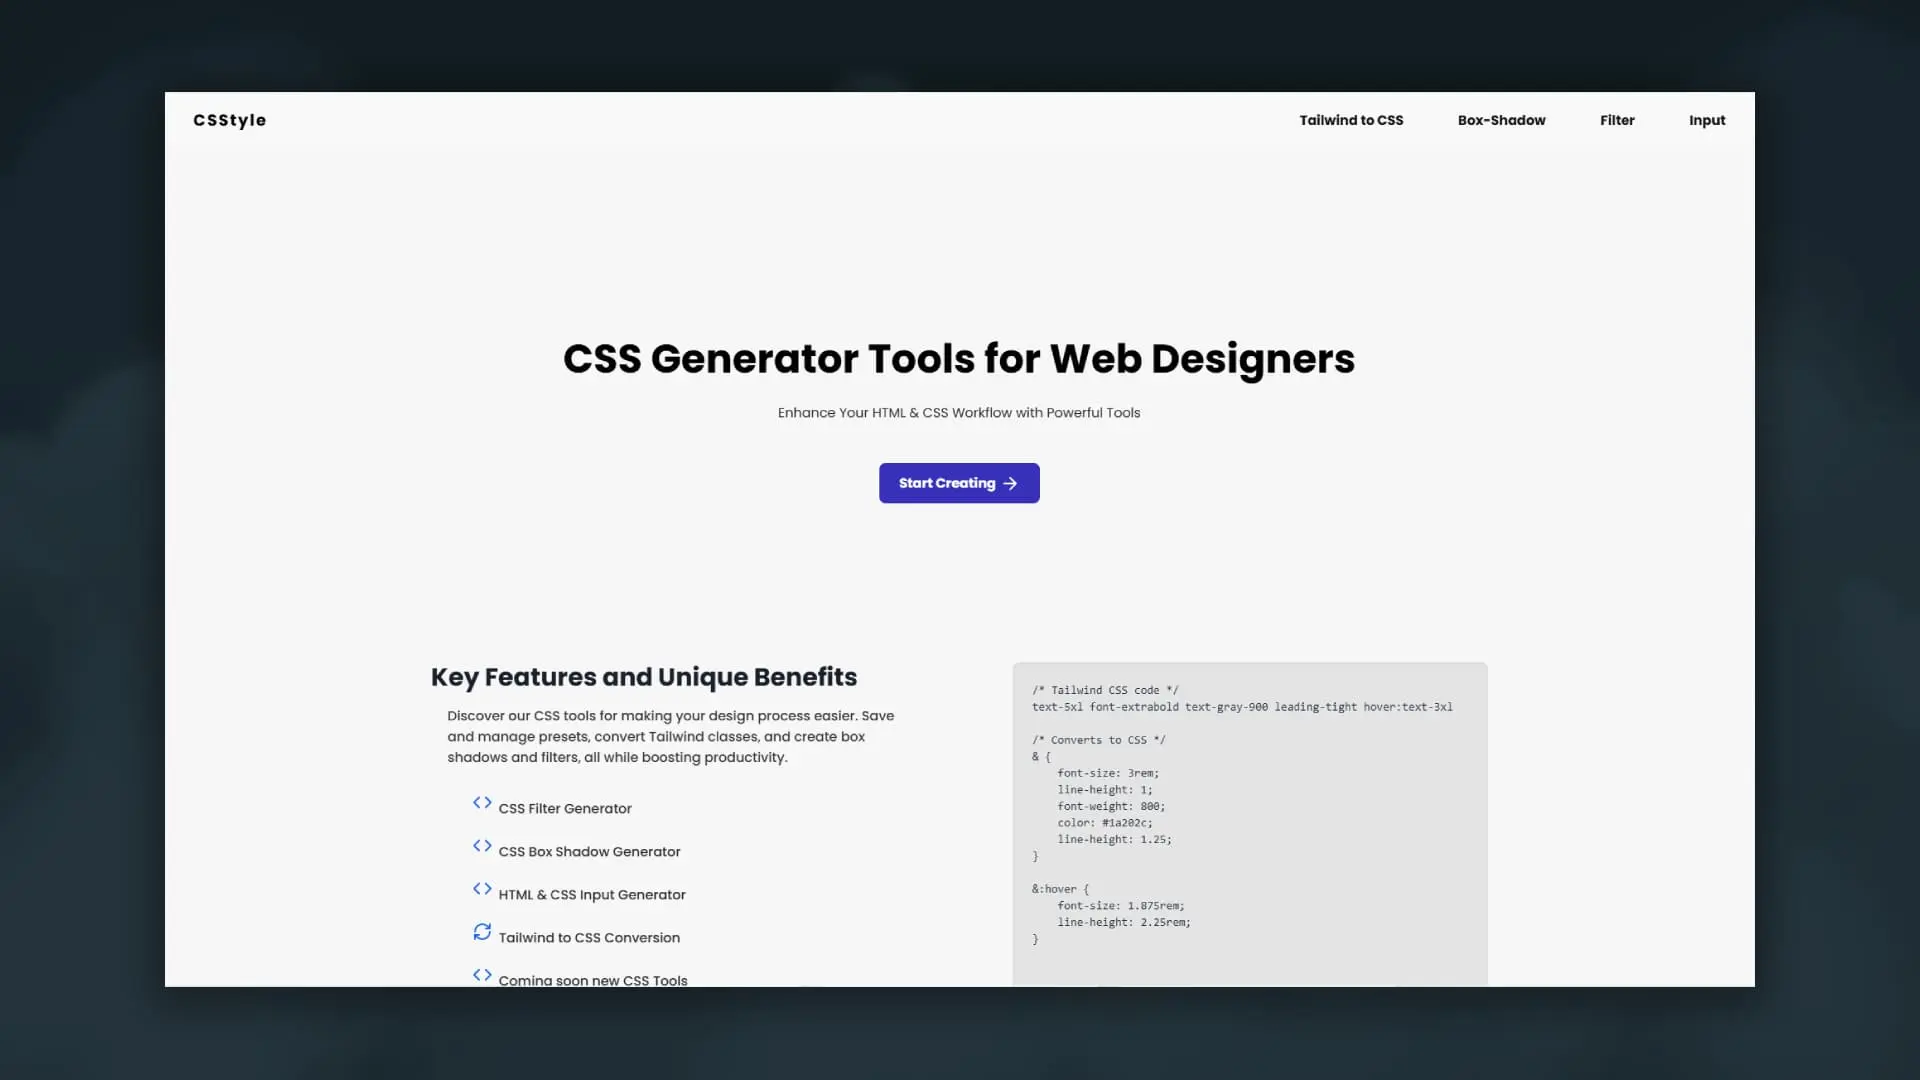 CSStyle
Tailwind to CSS
Box-Shadow
Filter
Input
CSS Generator Tools for Web Designers
Enhance Your HTML & CSS Workflow with Powerful Tools
Start Creating →
Key Features and Unique Benefits
Discover our CSS tools for making your design process easier. Save
and manage presets, convert Tailwind classes, and create box
shadows and filters, all while boosting productivity.
CSS Filter Generator
CSS Box Shadow Generator
HTML & CSS Input Generator
Tailwind to CSS Conversion
Coming soon new CSS Tools
/* Tailwind CSS code */
text-5xl font-extrabold text-gray-900 leading-tight hover:text-3xl
/* Converts to CSS */
& {
font-size: 3rem;
line-height: 1;
font-weight: 800;
color: #1a202c;
line-height: 1.25;
}
&:hover {
font-size: 1.875rem;
line-height: 2.25rem;
}